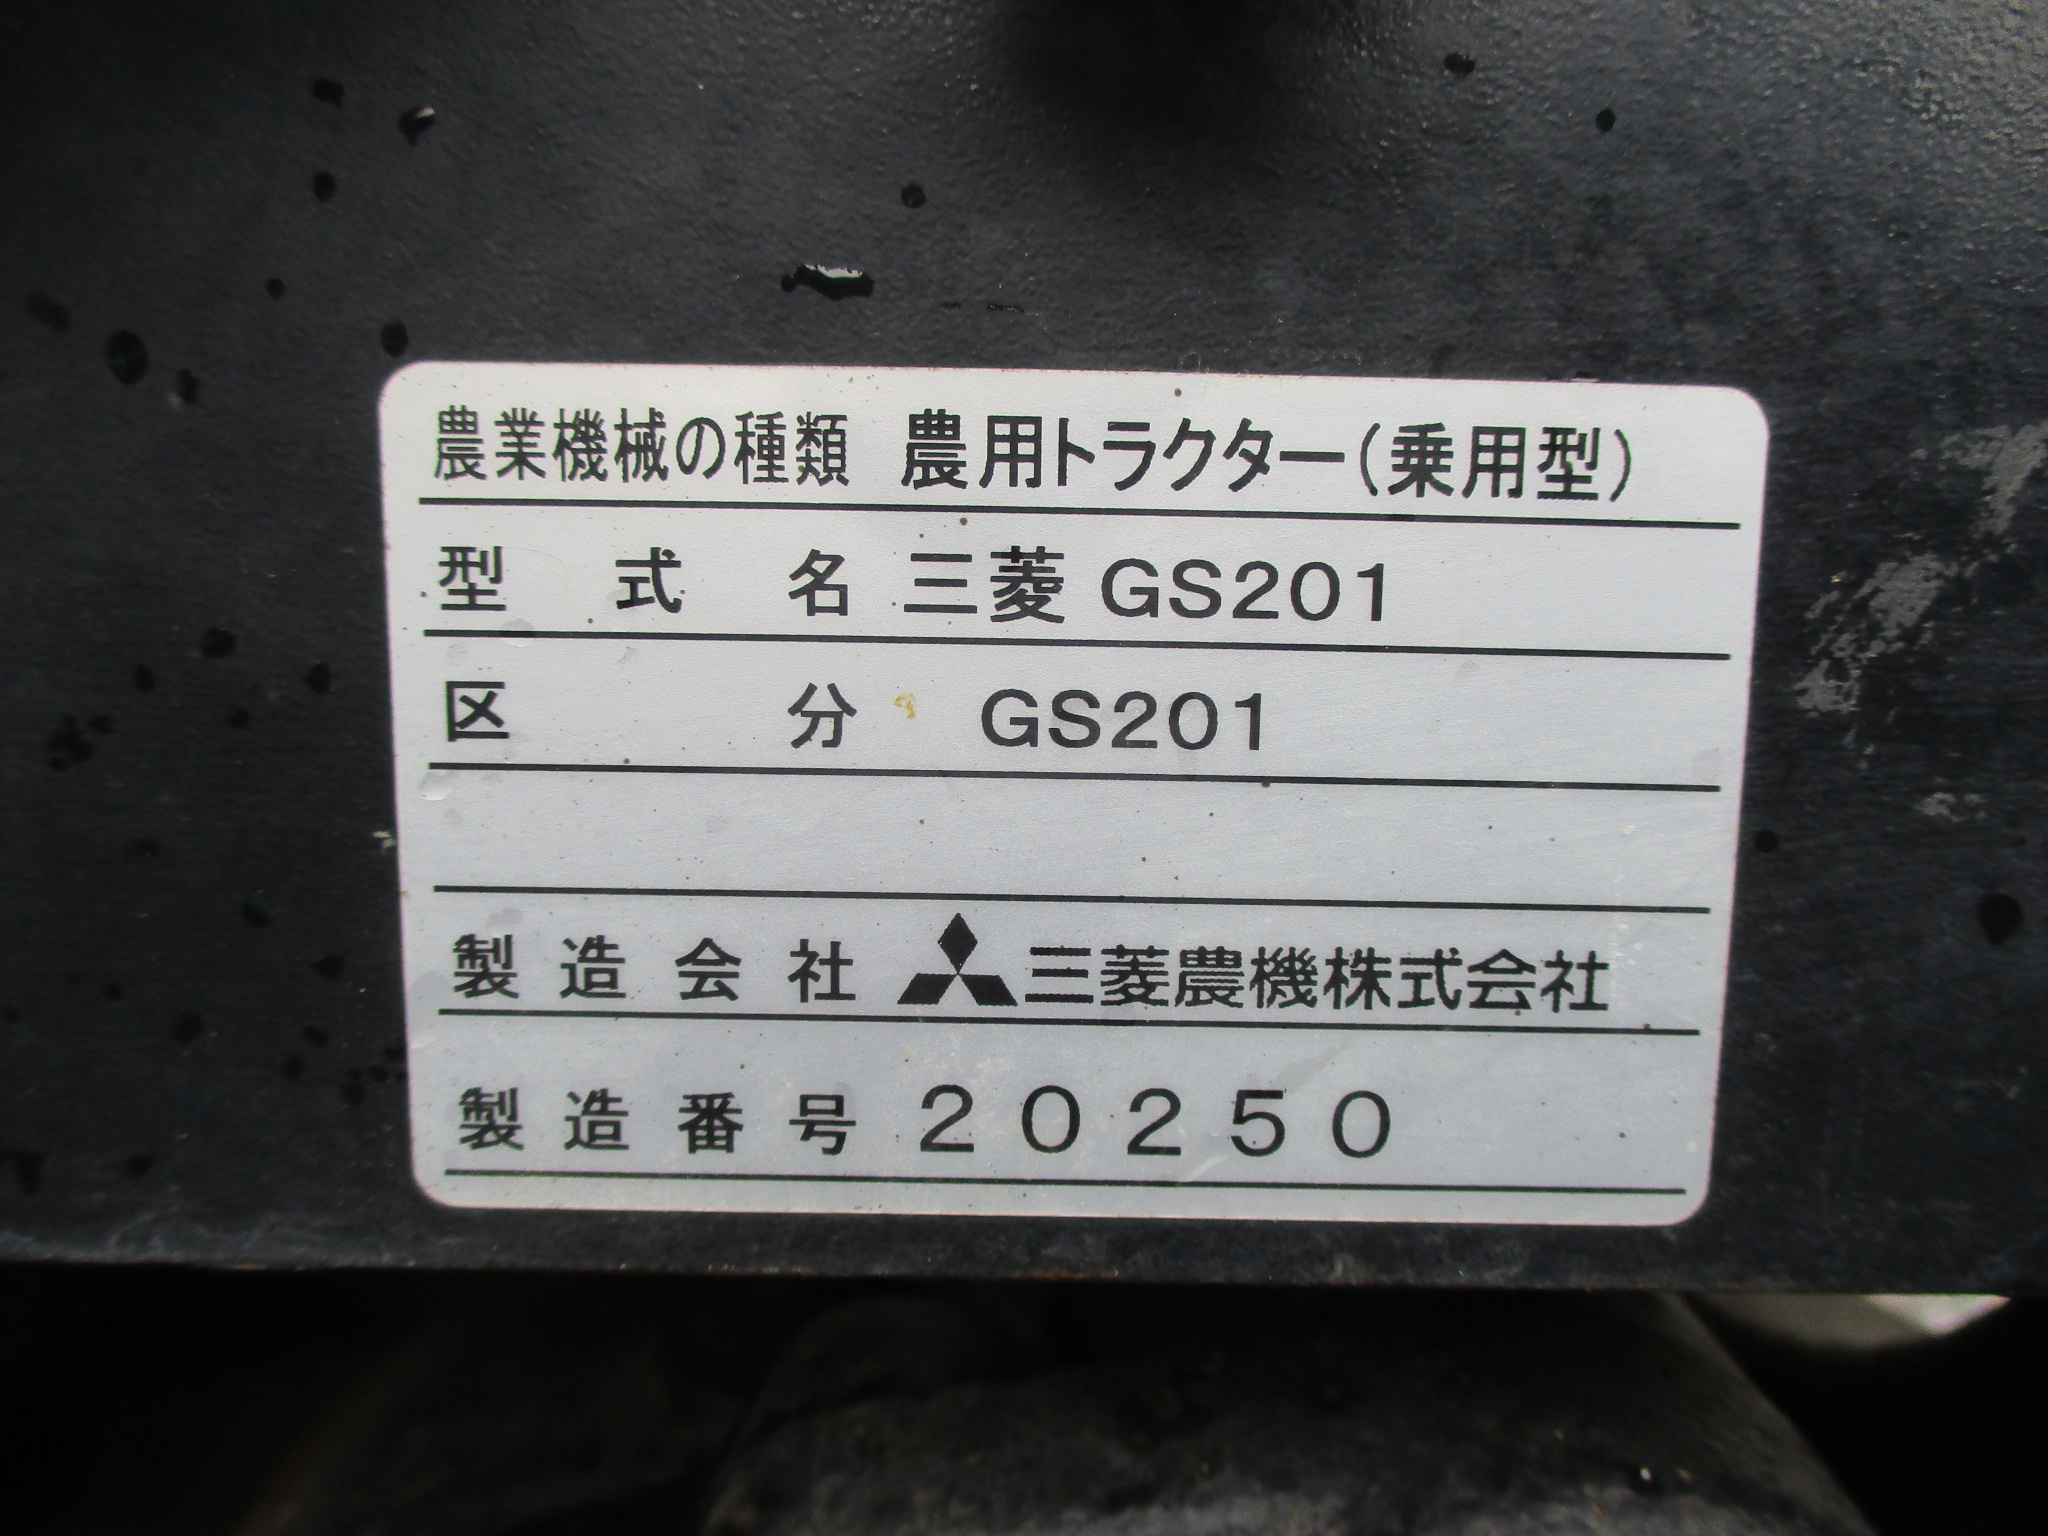 農業機械の種類 農用トラクター(乗用型)
型式名 三菱 GS201
区分 GS201
製造会社 三菱農機株式会社
製造番号 20250